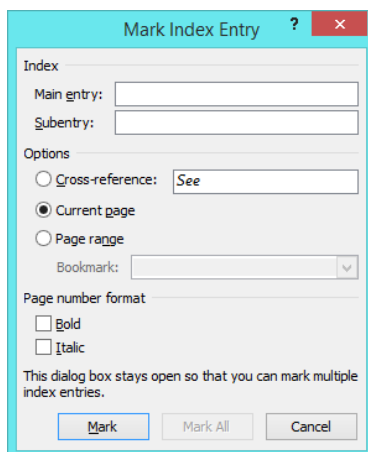 Mark Index Entry ? ×
Index
Main entry:
Subentry:
Options
Cross-reference: See
Current page
Page range
Bookmark:
Page number format
Bold
Italic
This dialog box stays open so that you can mark multiple
index entries.
Mark Mark All Cancel